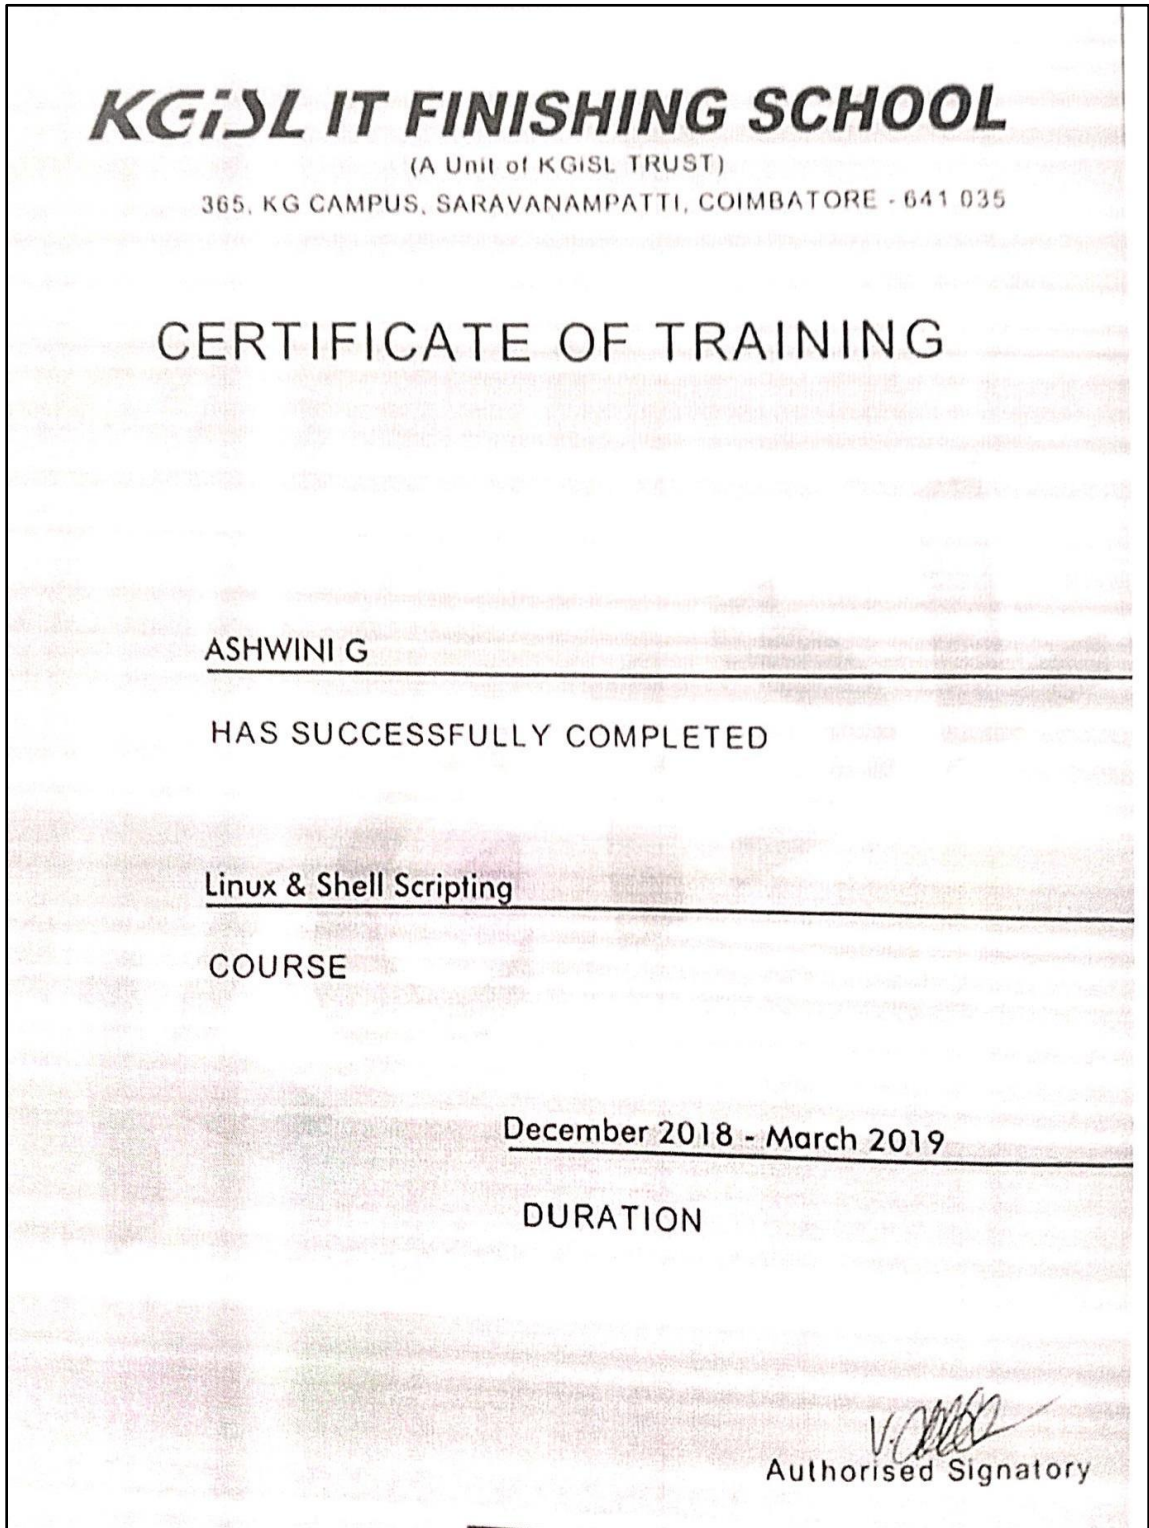 KGiSL IT FINISHING SCHOOL
(A Unit of KGiSL TRUST)
365, KG CAMPUS, SARAVANAMPATTI, COIMBATORE - 641 035
CERTIFICATE OF TRAINING
ASHWINI G
HAS SUCCESSFULLY COMPLETED
Linux & Shell Scripting
COURSE
December 2018 - March 2019
DURATION
Authorised Signatory